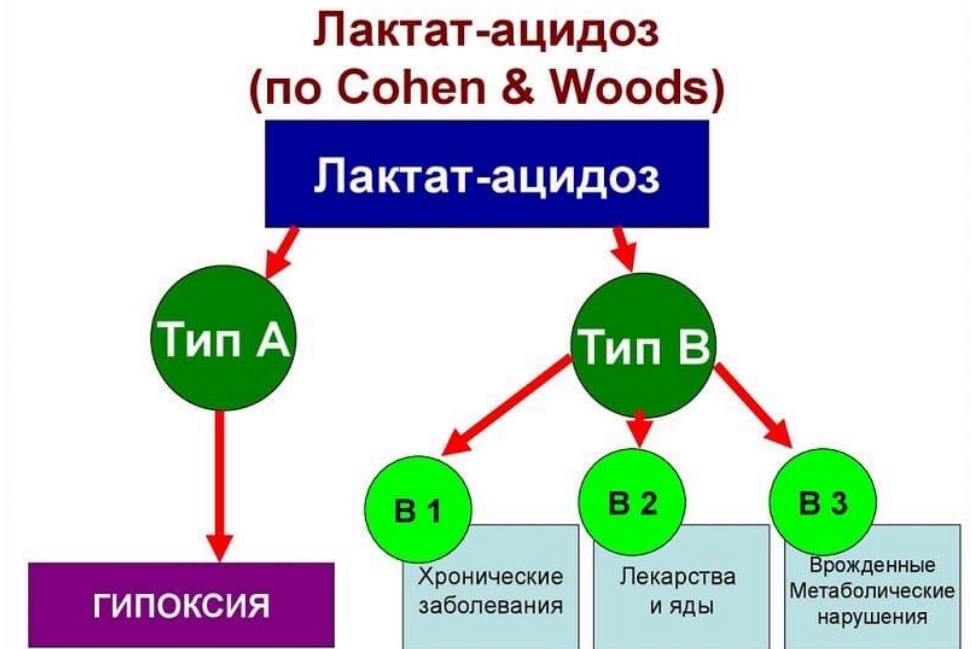 Лактат-ацидоз
(по Cohen & Woods)
Лактат-ацидоз
Тип А
Тип В
В 1
В 2
В 3
ГИПОКСИЯ
Хронические
заболевания
Лекарства
и яды
Врожденные
Метаболические
нарушения